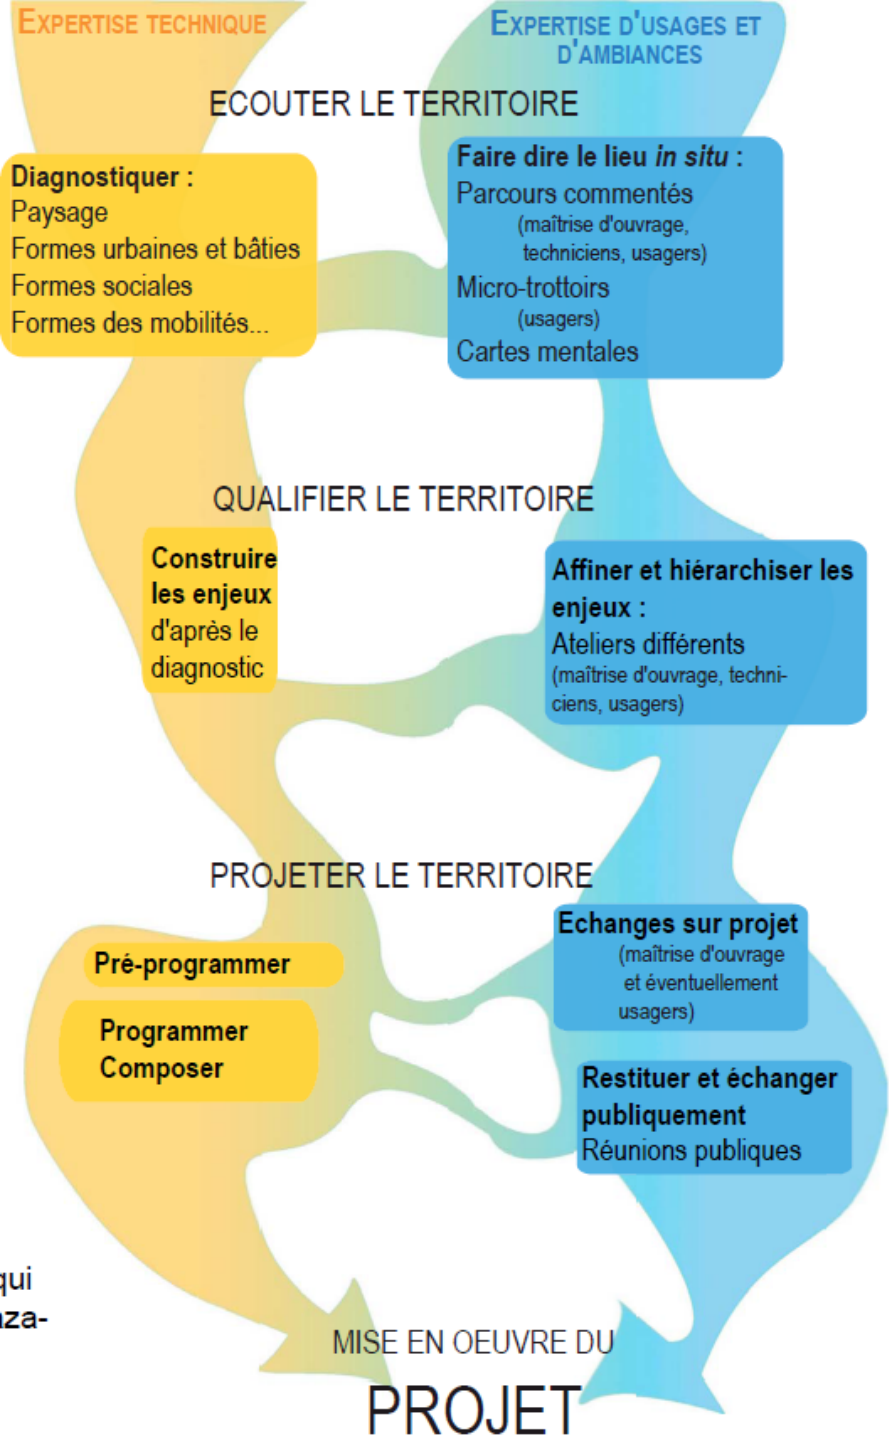 EXPERTISE TECHNIQUE
EXPERTISE D'USAGES ET
D'AMBIANCES
ECOUTER LE TERRITOIRE
Diagnostiquer :
Paysage
Formes urbaines et bâties
Formes sociales
Formes des mobilités...
Faire dire le lieu in situ :
Parcours commentés
(maîtrise d'ouvrage,
techniciens, usagers)
Micro-trottoirs
(usagers)
Cartes mentales
QUALIFIER LE TERRITOIRE
Construire
les enjeux
d'après le
diagnostic
Affiner et hiérarchiser les
enjeux :
Ateliers différents
(maîtrise d'ouvrage, techni-
ciens, usagers)
PROJETER LE TERRITOIRE
Pré-programmer
Programmer
Composer
Echanges sur projet
(maîtrise d'ouvrage
et éventuellement
usagers)
Restituer et échanger
publiquement
Réunions publiques
qui
aza-
MISE EN OEUVRE DU
PROJET